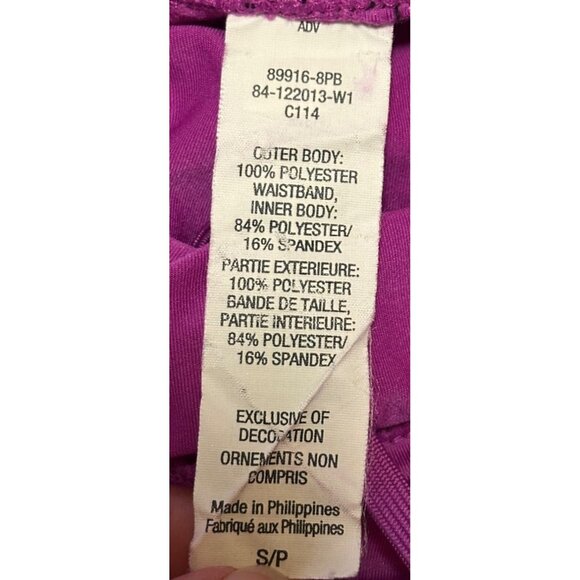 ADV
89916-8PB
84-122013-W1
C114
OUTER BODY:
100% POLYESTER
WAISTBAND,
INNER BODY:
84% POLYESTER/
16% SPANDEX
PARTIE EXTERIEURE:
100% POLYESTER
BANDE DE TAILLE,
PARTIE INTERIEURE:
84% POLYESTER/
16% SPANDEX
EXCLUSIVE OF
DECORATION
ORNEMENTS NON
COMPRIS
Made in Philippines
Fabriqué aux Philippines
S/P